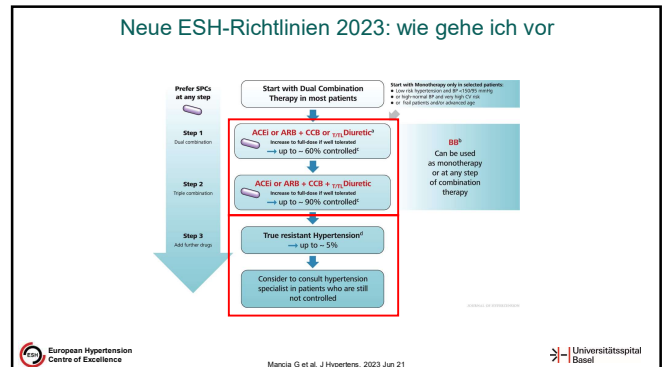 Neue ESH-Richtlinien 2023: wie gehe ich vor
Prefer SPCs
at any step
Start with Dual Combination
Therapy in most patients
Start with Monotherapy only in selected patients:
● Low risk hypertension and BP <150/95 mmHg
● or high-normal BP and very high CV risk
● or frail patients and/or advanced age
Step 1
Dual combination
ACEi or ARB + CCB or T/TL Diuretic a
Increase to full-dose if well tolerated
→ up to ~ 60% controlled c
BB b
Can be used
as monotherapy
or at any step
of combination
therapy
Step 2
Triple combination
ACEi or ARB + CCB + T/TL Diuretic
Increase to full-dose if well tolerated
→ up to ~ 90% controlled c
Step 3
Add further drugs
True resistant Hypertension d
→ up to ~ 5%
Consider to consult hypertension
specialist in patients who are still
not controlled
JOURNAL OF HYPERTENSION
ESH
European Hypertension
Centre of Excellence
Mancia G et al. J Hypertens. 2023 Jun 21
Universitätsspital
Basel